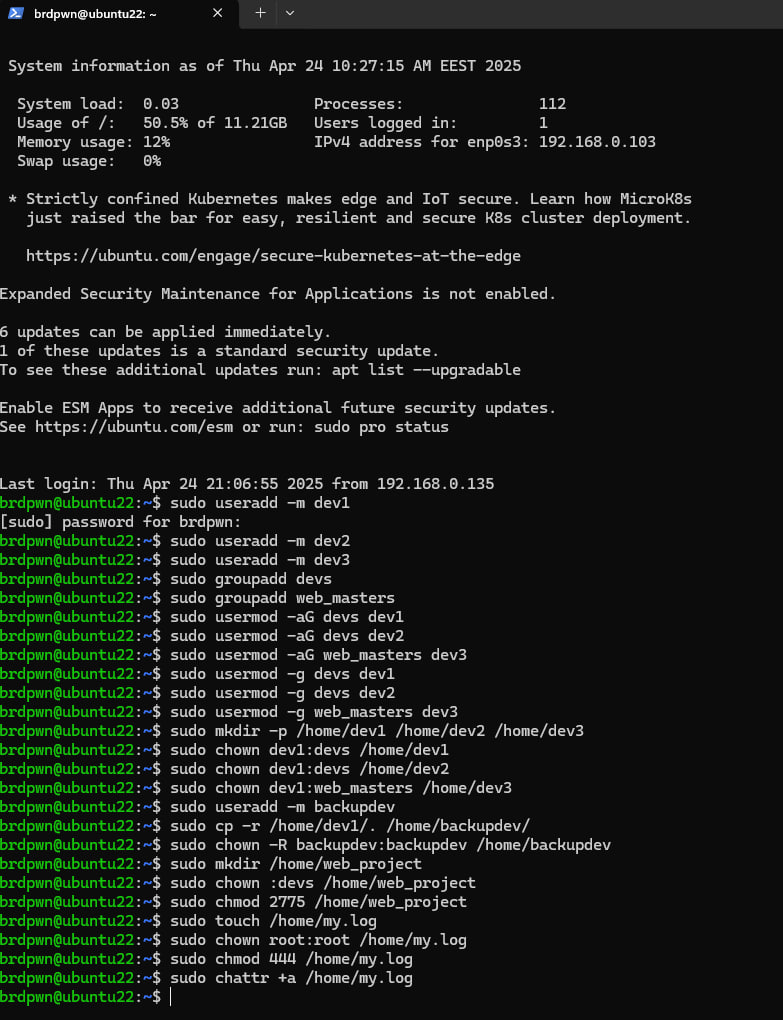 brdpwn@ubuntu22: ~
System information as of Thu Apr 24 10:27:15 AM EEST 2025
System load:  0.03                Processes:               112
Usage of /:   50.5% of 11.21GB   Users logged in:         1
Memory usage: 12%                IPv4 address for enp0s3: 192.168.0.103
Swap usage:   0%
* Strictly confined Kubernetes makes edge and IoT secure. Learn how MicroK8s
just raised the bar for easy, resilient and secure K8s cluster deployment.
https://ubuntu.com/engage/secure-kubernetes-at-the-edge
Expanded Security Maintenance for Applications is not enabled.
6 updates can be applied immediately.
1 of these updates is a standard security update.
To see these additional updates run: apt list --upgradable
Enable ESM Apps to receive additional future security updates.
See https://ubuntu.com/esm or run: sudo pro status
Last login: Thu Apr 24 21:06:55 2025 from 192.168.0.135
brdpwn@ubuntu22:~$ sudo useradd -m dev1
[sudo] password for brdpwn:
brdpwn@ubuntu22:~$ sudo useradd -m dev2
brdpwn@ubuntu22:~$ sudo useradd -m dev3
brdpwn@ubuntu22:~$ sudo groupadd devs
brdpwn@ubuntu22:~$ sudo groupadd web_masters
brdpwn@ubuntu22:~$ sudo usermod -aG devs dev1
brdpwn@ubuntu22:~$ sudo usermod -aG devs dev2
brdpwn@ubuntu22:~$ sudo usermod -aG web_masters dev3
brdpwn@ubuntu22:~$ sudo usermod -g devs dev1
brdpwn@ubuntu22:~$ sudo usermod -g devs dev2
brdpwn@ubuntu22:~$ sudo usermod -g web_masters dev3
brdpwn@ubuntu22:~$ sudo mkdir -p /home/dev1 /home/dev2 /home/dev3
brdpwn@ubuntu22:~$ sudo chown dev1:devs /home/dev1
brdpwn@ubuntu22:~$ sudo chown dev1:devs /home/dev2
brdpwn@ubuntu22:~$ sudo chown dev1:web_masters /home/dev3
brdpwn@ubuntu22:~$ sudo useradd -m backupdev
brdpwn@ubuntu22:~$ sudo cp -r /home/dev1/. /home/backupdev/
brdpwn@ubuntu22:~$ sudo chown -R backupdev:backupdev /home/backupdev
brdpwn@ubuntu22:~$ sudo mkdir /home/web_project
brdpwn@ubuntu22:~$ sudo chown :devs /home/web_project
brdpwn@ubuntu22:~$ sudo chmod 2775 /home/web_project
brdpwn@ubuntu22:~$ sudo touch /home/my.log
brdpwn@ubuntu22:~$ sudo chown root:root /home/my.log
brdpwn@ubuntu22:~$ sudo chmod 444 /home/my.log
brdpwn@ubuntu22:~$ sudo chattr +a /home/my.log
brdpwn@ubuntu22:~$